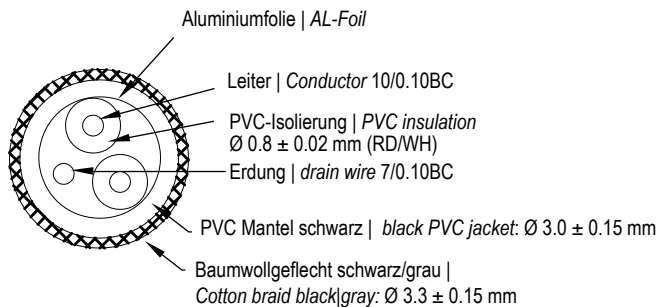 Aluminiumfolie | AL-Foil
Leiter | Conductor 10/0.10BC
PVC-Isolierung | PVC insulation
Ø 0.8 ± 0.02 mm (RD/WH)
Erdung | drain wire 7/0.10BC
PVC Mantel schwarz | black PVC jacket: Ø 3.0 ± 0.15 mm
Baumwollgeflecht schwarz/grau |
Cotton braid black|gray: Ø 3.3 ± 0.15 mm